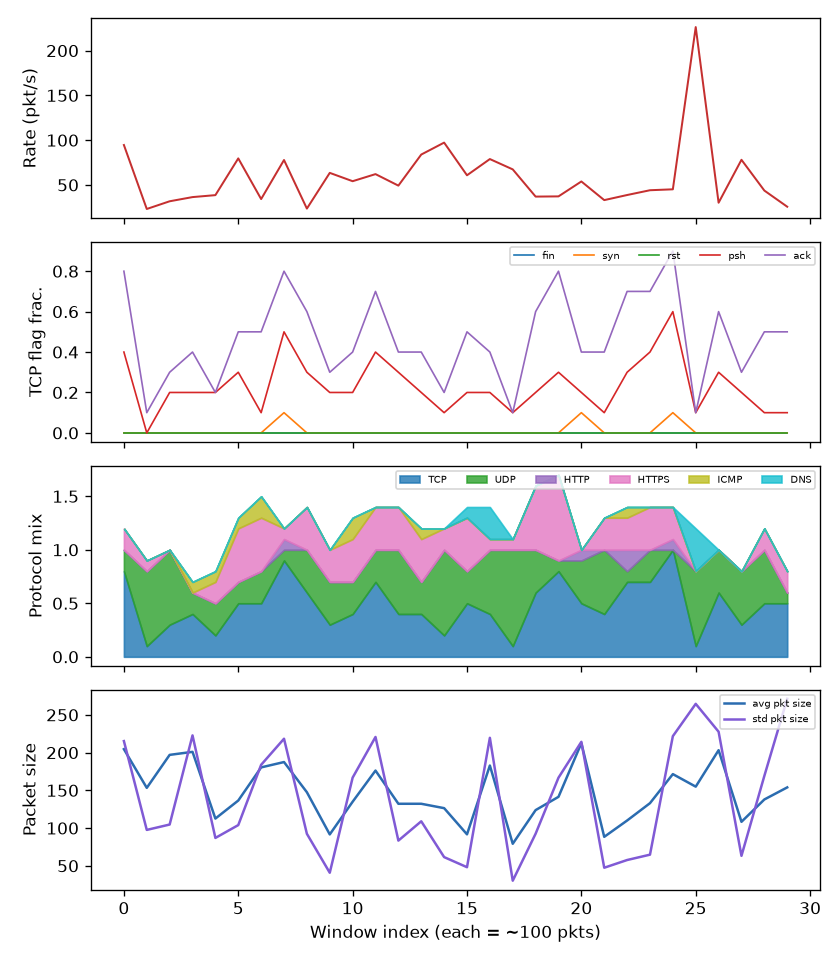 Rate (pkt/s)
200
150
100
50
TCP flag frac.
0.8
0.6
0.4
0.2
0.0
fin syn rst psh ack
Protocol mix
1.5
1.0
0.5
0.0
TCP UDP HTTP HTTPS ICMP DNS
Packet size
250
200
150
100
50
avg pkt size
std pkt size
0 5 10 15 20 25 30
Window index (each = ~100 pkts)